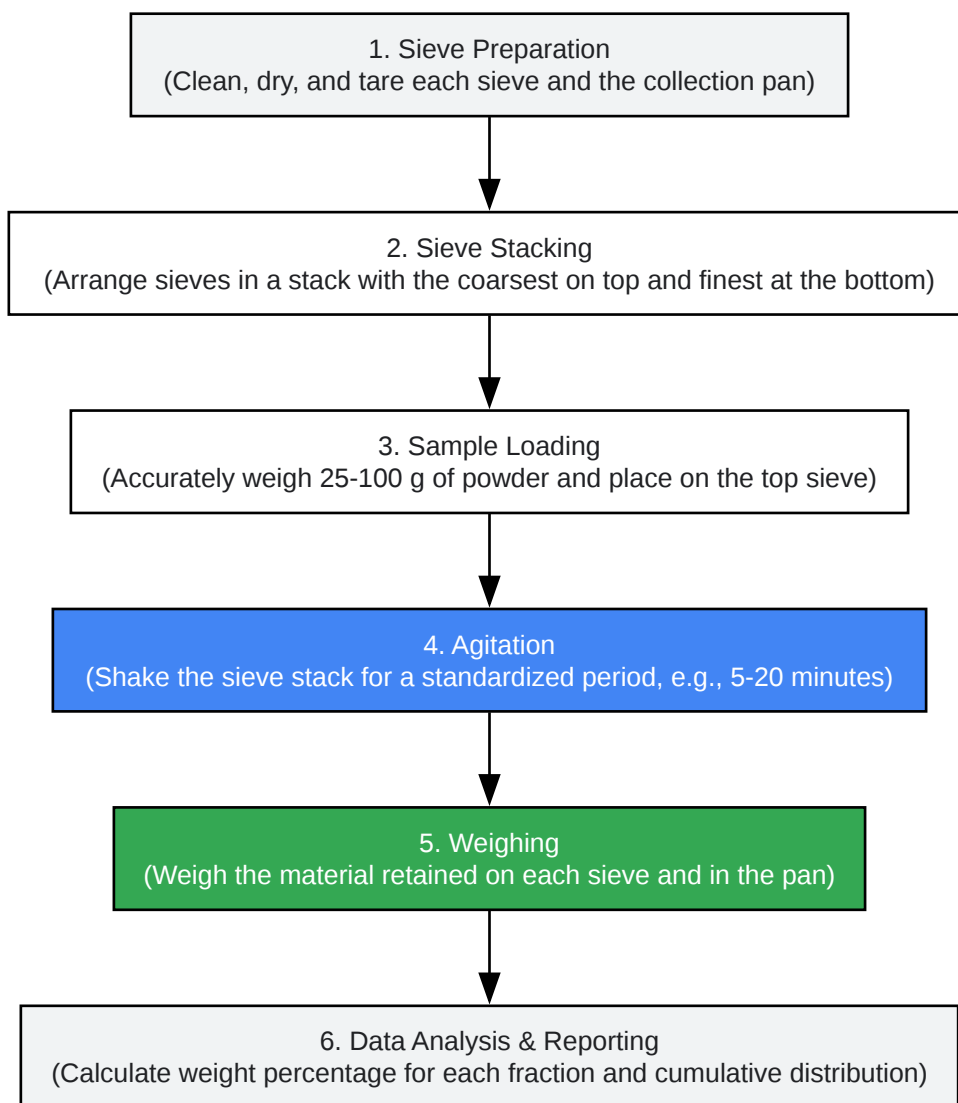 1. Sieve Preparation
(Clean, dry, and tare each sieve and the collection pan)
2. Sieve Stacking
(Arrange sieves in a stack with the coarsest on top and finest at the bottom)
3. Sample Loading
(Accurately weigh 25-100 g of powder and place on the top sieve)
4. Agitation
(Shake the sieve stack for a standardized period, e.g., 5-20 minutes)
5. Weighing
(Weigh the material retained on each sieve and in the pan)
6. Data Analysis & Reporting
(Calculate weight percentage for each fraction and cumulative distribution)